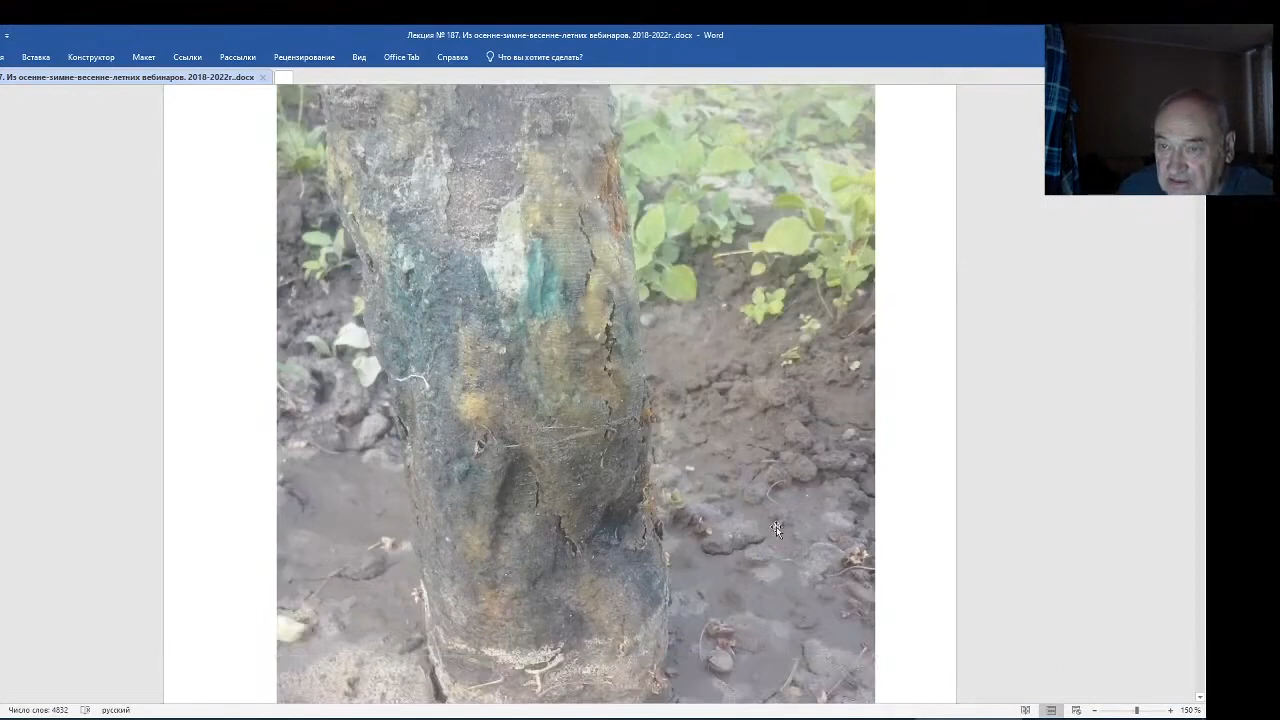 Лекция № 187. Из осенне-зимне-весенне-летних вебинаров. 2018-2022г..docx - Word
Вставка Конструктор Макет Ссылки Рассылки Рецензирование Вид Office Tab Справка Что вы хотите сделать?
7. Из осенне-зимне-весенне-летних вебинаров. 2018-2022г..docx
Число слов: 4832 русский 150 %